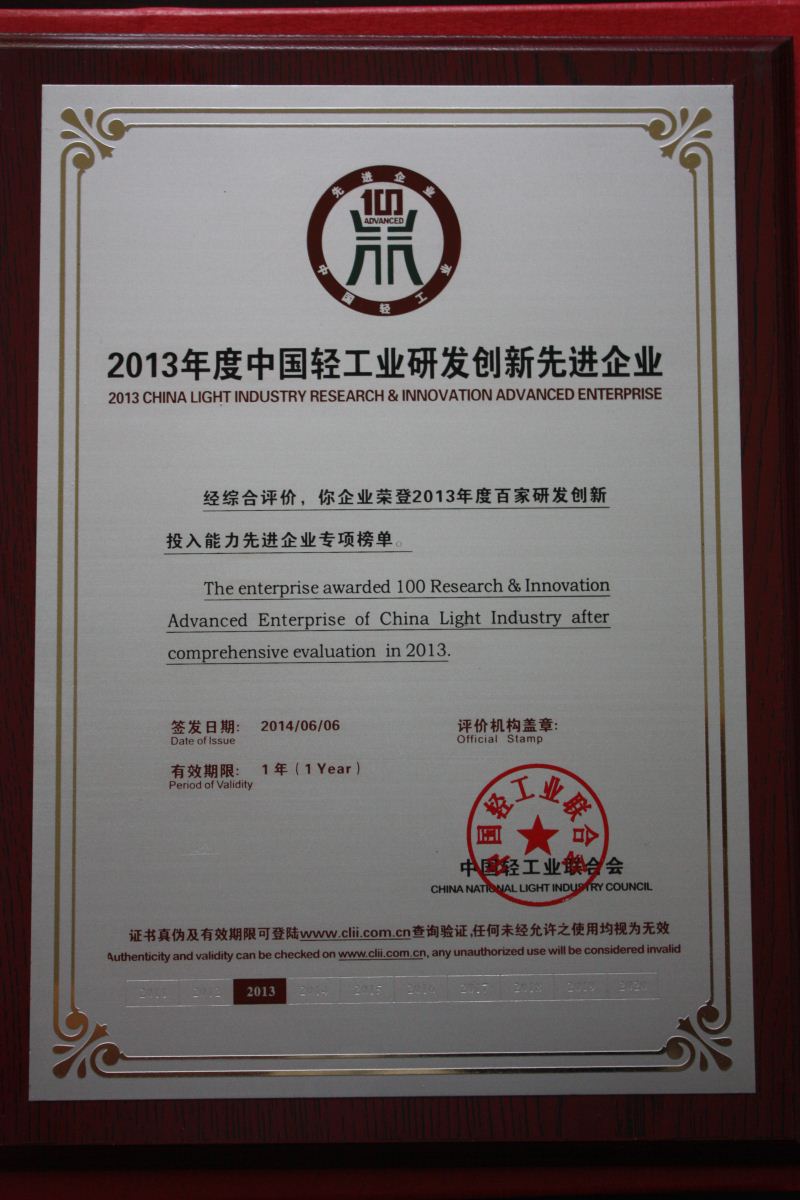 先进企业
100
ADVANCED
中国轻工业
2013年度中国轻工业研发创新先进企业
2013 CHINA LIGHT INDUSTRY RESEARCH & INNOVATION ADVANCED ENTERPRISE
经综合评价，你企业荣登2013年度百家研发创新
投入能力先进企业专项榜单。
The enterprise awarded 100 Research & Innovation
Advanced Enterprise of China Light Industry after
comprehensive evaluation in 2013.
签发日期: 2014/06/06
Date of Issue
评价机构盖章:
Official Stamp
有效期限: 1年(1 Year)
Period of Validity
中国轻工业联合会
中国轻工业联合会
CHINA NATIONAL LIGHT INDUSTRY COUNCIL
证书真伪及有效期限可登陆www.clii.com.cn查询验证,任何未经允许之使用均视为无效
Authenticity and validity can be checked on www.clii.com.cn, any unauthorized use will be considered invalid
2011 2012 2013 2014 2015 2016 2017 2018 2019 2020